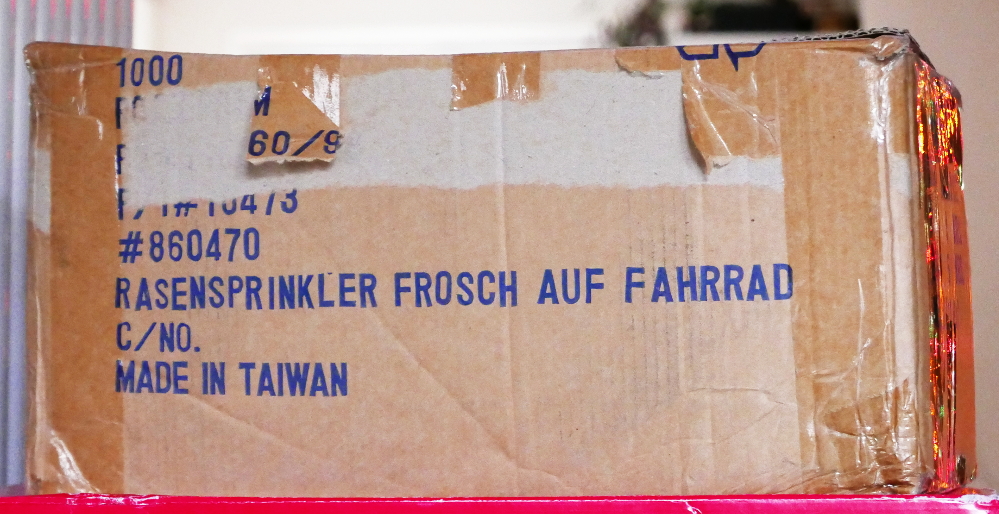 1000
60/9
#860470
RASENSPRINKLER FROSCH AUF FAHRRAD
C/NO.
MADE IN TAIWAN